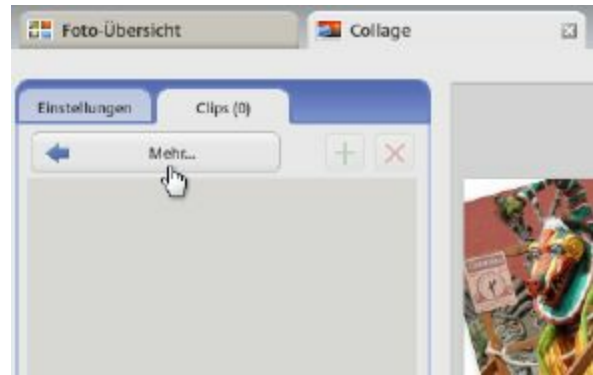 Foto-Übersicht
Collage
Einstellungen
Clips (0)
Mehr...